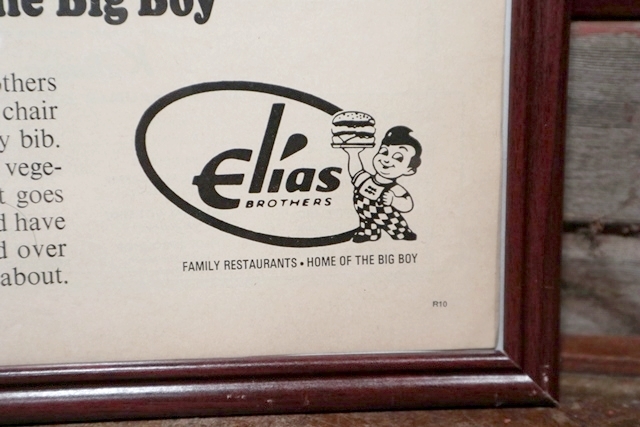 the Big Boy
others
chair
y bib.
vege-
t goes
d have
d over
about.
Elias
BROTHERS
FAMILY RESTAURANTS • HOME OF THE BIG BOY
R10